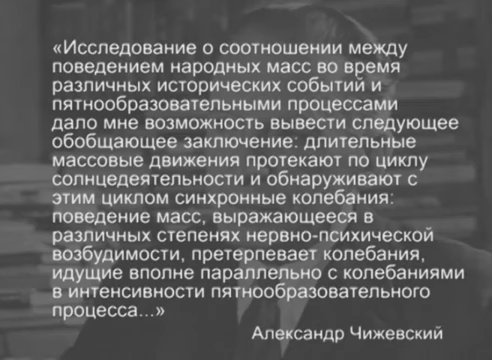 «Исследование о соотношении между
поведением народных масс во время
различных исторических событий и
пятнообразовательными процессами
дало мне возможность вывести следующее
обобщающее заключение: длительные
массовые движения протекают по циклу
солнцедеятельности и обнаруживают с
этим циклом синхронные колебания:
поведение масс, выражающееся в
различных степенях нервно-психической
возбудимости, претерпевает колебания,
идущие вполне параллельно с колебаниями
в интенсивности пятнообразовательного
процесса...»
Александр Чижевский